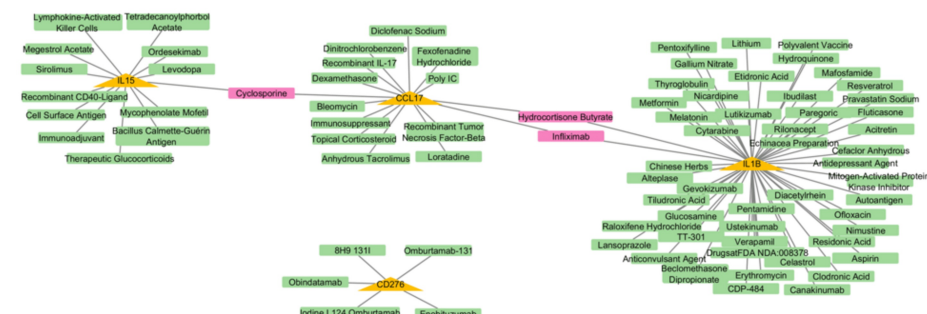 Lymphokine-Activated
Killer Cells
Tetradecanoylphorbol
Acetate
Megestrol Acetate
Ordesekimab
Sirolimus
IL15
Levodopa
Recombinant CD40-Ligand
Cell Surface Antigen
Mycophenolate Mofetil
Immunoadjuvant
Bacillus Calmette-Guérin
Antigen
Therapeutic Glucocorticoids
Cyclosporine
Diclofenac Sodium
Dinitrochlorobenzene
Fexofenadine
Hydrochloride
Recombinant IL-17
Dexamethasone
Poly IC
CCL17
Bleomycin
Immunosuppressant
Recombinant Tumor
Necrosis Factor-Beta
Topical Corticosteroid
Anhydrous Tacrolimus
Loratadine
Hydrocortisone Butyrate
Infliximab
Pentoxifylline
Lithium
Polyvalent Vaccine
Gallium Nitrate
Hydroquinone
Etidronic Acid
Mafosfamide
Thyroglobulin
Resveratrol
Nicardipine
Ibudilast
Pravastatin Sodium
Metformin
Lutikizumab
Paregoric
Fluticasone
Melatonin
Cytarabine
Rilonacept
Acitretin
Echinacea Preparation
Cefaclor Anhydrous
Chinese Herbs
IL1B
Antidepressant Agent
Alteplase
Mitogen-Activated Protein
Kinase Inhibitor
Gevokizumab
Diacetylrhein
Autoantigen
Tiludronic Acid
Pentamidine
Glucosamine
Ofloxacin
Raloxifene Hydrochloride
Ustekinumab
Nimustine
TT-301
Lansoprazole
Verapamil
Residonic Acid
DrugsatFDA NDA:008378
Anticonvulsant Agent
Celastrol
Aspirin
Beclomethasone
Dipropionate
Erythromycin
Clodronic Acid
CDP-484
Canakinumab
8H9 131I
Omburtamab-131
Obindatamab
CD276
Iodine I 124 Omburtamab
Enoblituzumab